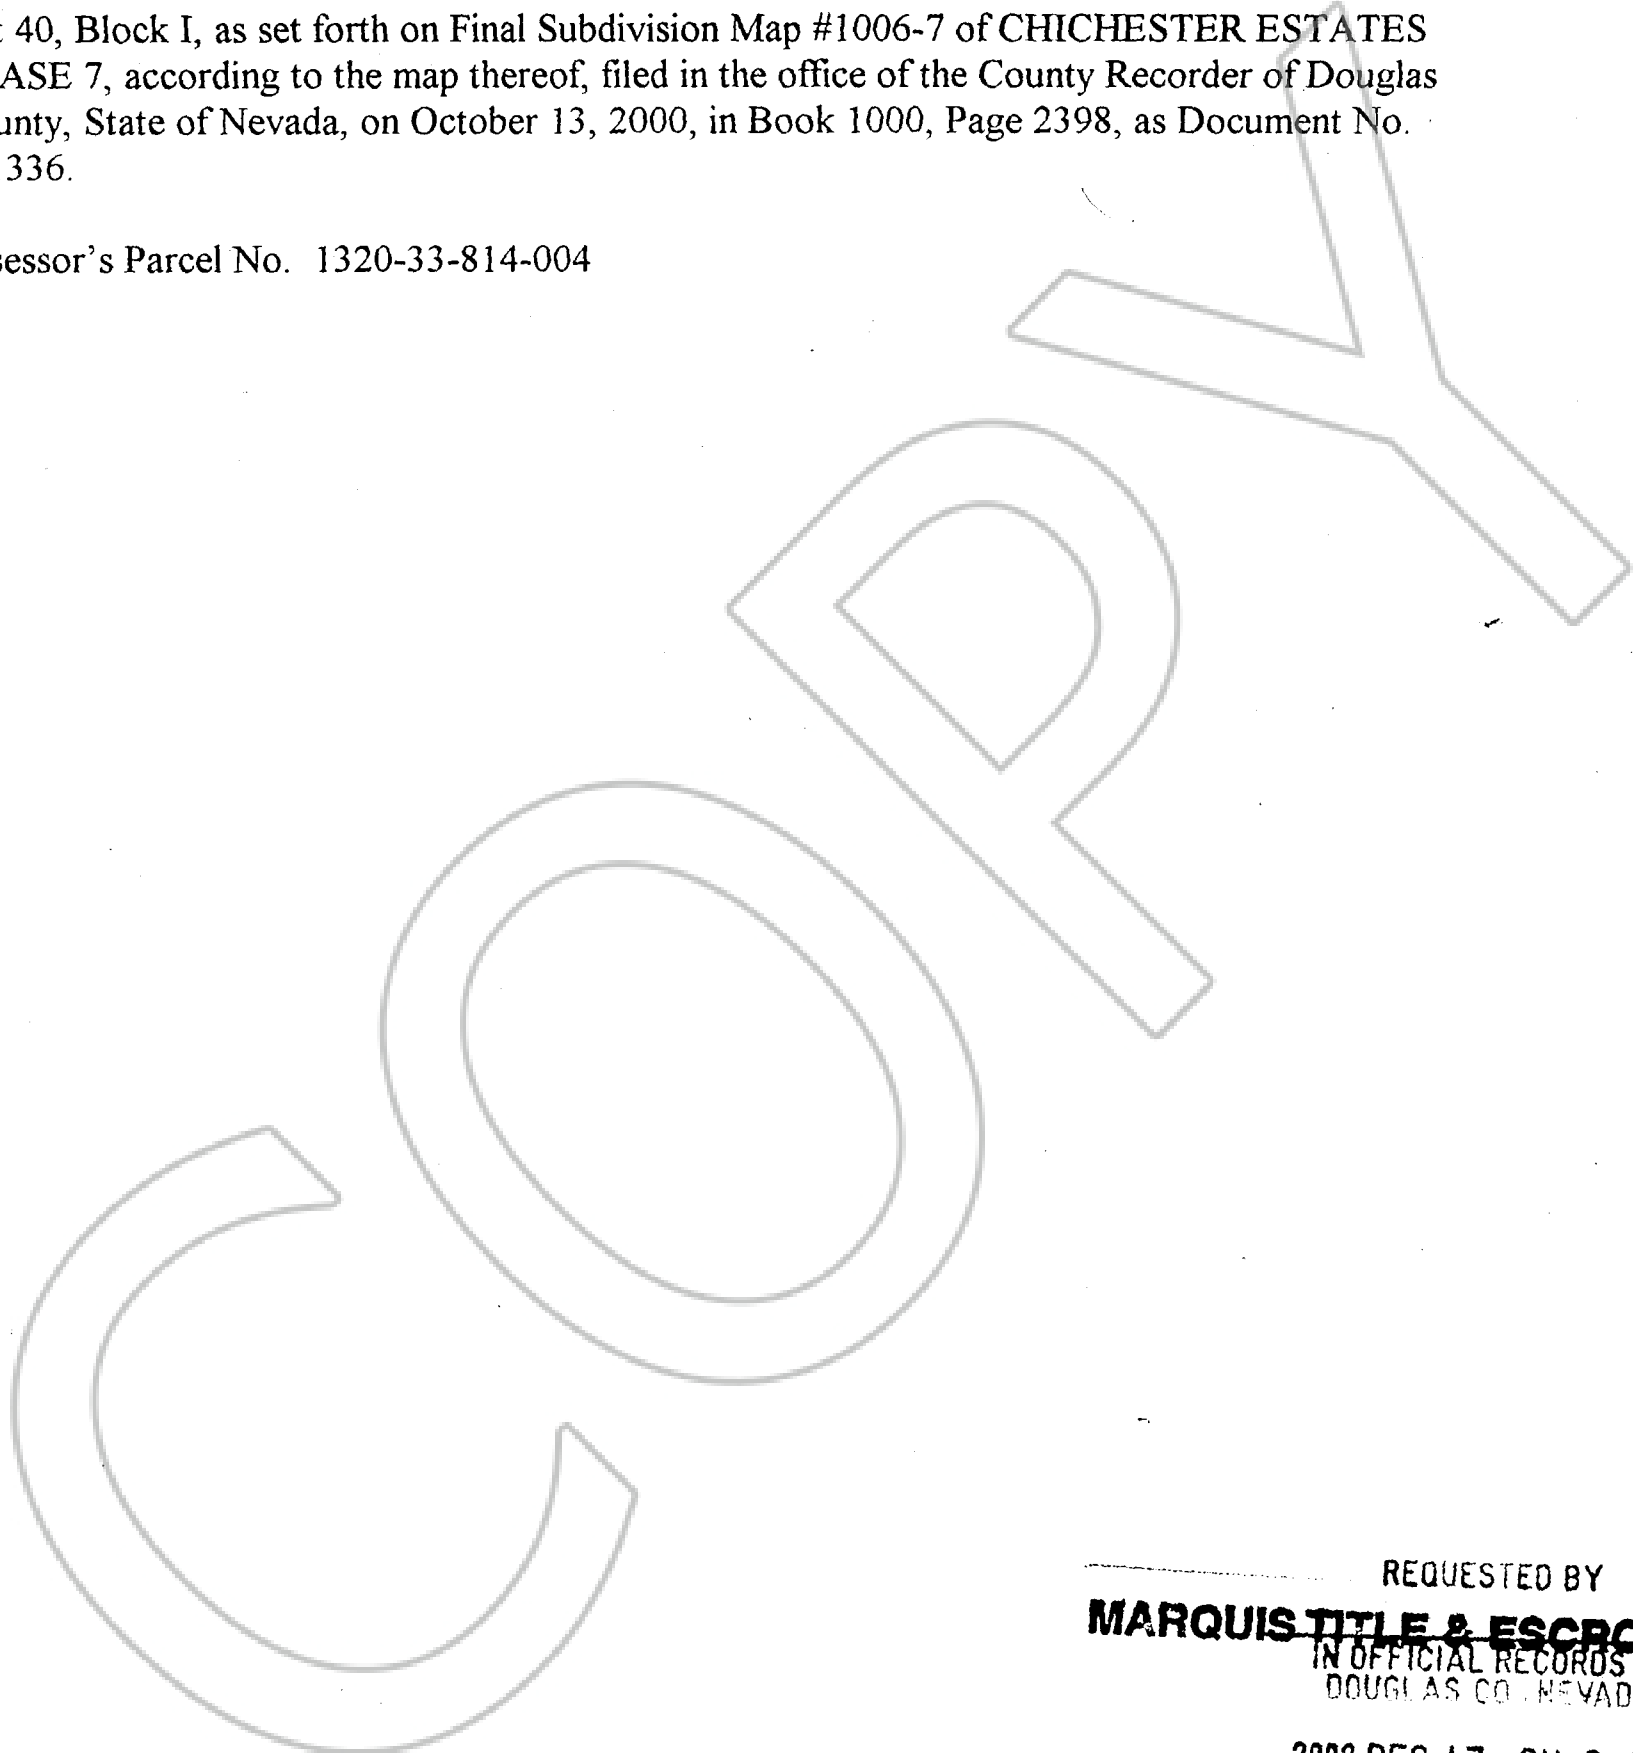 40, Block I, as set forth on Final Subdivision Map #1006-7 of CHICHESTER ESTATES
ASE 7, according to the map thereof, filed in the office of the County Recorder of Douglas
unty, State of Nevada, on October 13, 2000, in Book 1000, Page 2398, as Document No.
336.
sessor's Parcel No. 1320-33-814-004
COPY
REQUESTED BY
MARQUIS TITLE & ESCRO
IN OFFICIAL RECORDS
DOUGLAS CO. NEVAD